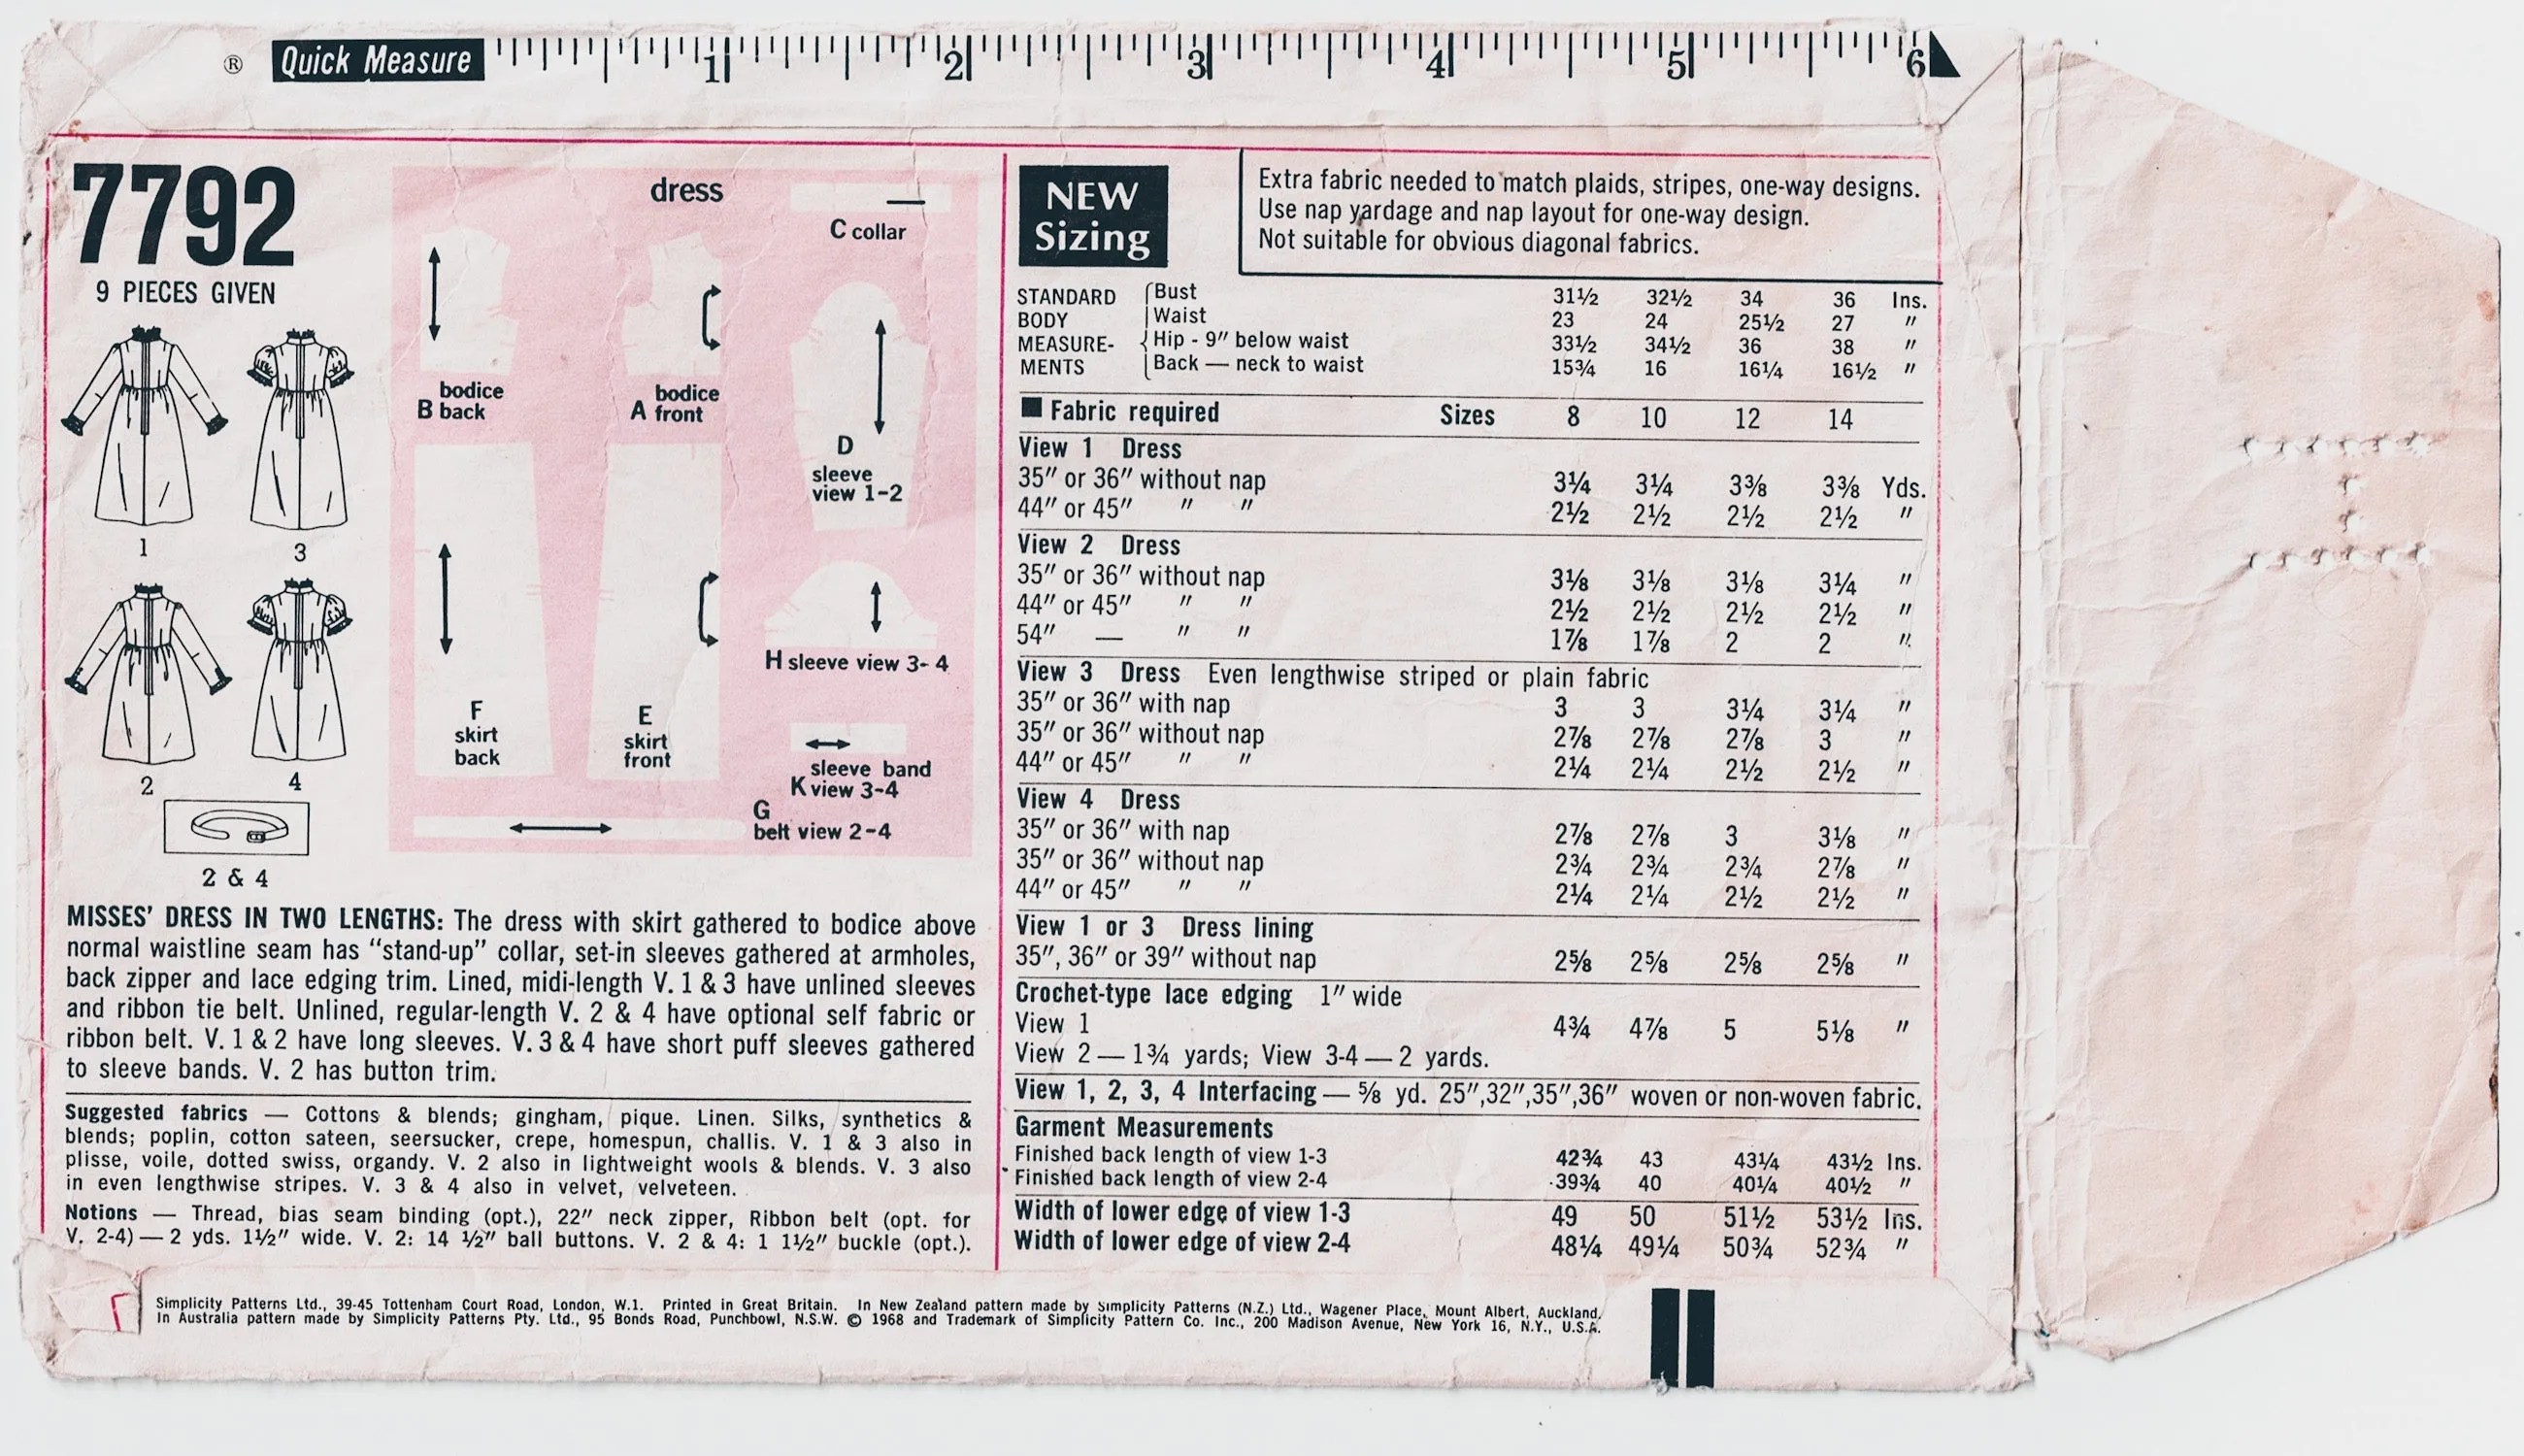 ® Quick Measure 1 2 3 4 5 6
7792
9 PIECES GIVEN
1
3
2
4
2 & 4
dress
C collar
bodice
B back
bodice
A front
D
sleeve
view 1-2
H sleeve view 3-4
F
skirt
back
E
skirt
front
sleeve band
K view 3-4
G
belt view 2-4
MISSES' DRESS IN TWO LENGTHS: The dress with skirt gathered to bodice above
normal waistline seam has “stand-up” collar, set-in sleeves gathered at armholes,
back zipper and lace edging trim. Lined, midi-length V. 1 & 3 have unlined sleeves
and ribbon tie belt. Unlined, regular-length V. 2 & 4 have optional self fabric or
ribbon belt. V. 1 & 2 have long sleeves. V. 3 & 4 have short puff sleeves gathered
to sleeve bands. V. 2 has button trim.
Suggested fabrics — Cottons & blends; gingham, pique. Linen. Silks, synthetics &
blends; poplin, cotton sateen, seersucker, crepe, homespun, challis. V. 1 & 3 also in
plisse, voile, dotted swiss, organdy. V. 2 also in lightweight wools & blends. V. 3 also
in even lengthwise stripes. V. 3 & 4 also in velvet, velveteen.
Notions — Thread, bias seam binding (opt.), 22″ neck zipper, Ribbon belt (opt. for
V. 2-4) — 2 yds. 1½″ wide. V. 2: 14 ½″ ball buttons. V. 2 & 4: 1 1½″ buckle (opt.).
NEW
Sizing
Extra fabric needed to match plaids, stripes, one-way designs.
Use nap yardage and nap layout for one-way design.
Not suitable for obvious diagonal fabrics.
STANDARD Bust 31½ 32½ 34 36 Ins.
BODY Waist 23 24 25½ 27 ″
MEASURE- Hip - 9″ below waist 33½ 34½ 36 38 ″
MENTS Back — neck to waist 15¾ 16 16¼ 16½ ″
■ Fabric required Sizes 8 10 12 14
View 1 Dress
35″ or 36″ without nap 3¼ 3¼ 3⅜ 3⅜ Yds.
44″ or 45″ ″ ″ 2½ 2½ 2½ 2½ ″
View 2 Dress
35″ or 36″ without nap 3⅛ 3⅛ 3⅛ 3¼ ″
44″ or 45″ ″ ″ 2½ 2½ 2½ 2½ ″
54″ — ″ ″ 1⅞ 1⅞ 2 2 ″
View 3 Dress Even lengthwise striped or plain fabric
35″ or 36″ with nap 3 3 3¼ 3¼ ″
35″ or 36″ without nap 2⅞ 2⅞ 2⅞ 3 ″
44″ or 45″ ″ ″ 2¼ 2¼ 2½ 2½ ″
View 4 Dress
35″ or 36″ with nap 2⅞ 2⅞ 3 3⅛ ″
35″ or 36″ without nap 2¾ 2¾ 2¾ 2⅞ ″
44″ or 45″ ″ ″ 2¼ 2¼ 2½ 2½ ″
View 1 or 3 Dress lining
35″, 36″ or 39″ without nap 2⅝ 2⅝ 2⅝ 2⅝ ″
Crochet-type lace edging 1″ wide
View 1 4¾ 4⅞ 5 5⅛ ″
View 2 — 1¾ yards; View 3-4 — 2 yards.
View 1, 2, 3, 4 Interfacing — ⅝ yd. 25″,32″,35″,36″ woven or non-woven fabric.
Garment Measurements
Finished back length of view 1-3 42¾ 43 43¼ 43½ Ins.
Finished back length of view 2-4 39¾ 40 40¼ 40½ ″
Width of lower edge of view 1-3 49 50 51½ 53½ Ins.
Width of lower edge of view 2-4 48¼ 49¼ 50¾ 52¾ ″
Simplicity Patterns Ltd., 39-45 Tottenham Court Road, London, W.1. Printed in Great Britain. In New Zealand pattern made by Simplicity Patterns (N.Z.) Ltd., Wagener Place, Mount Albert, Auckland.
In Australia pattern made by Simplicity Patterns Pty. Ltd., 95 Bonds Road, Punchbowl, N.S.W. © 1968 and Trademark of Simplicity Pattern Co. Inc., 200 Madison Avenue, New York 16, N.Y., U.S.A.